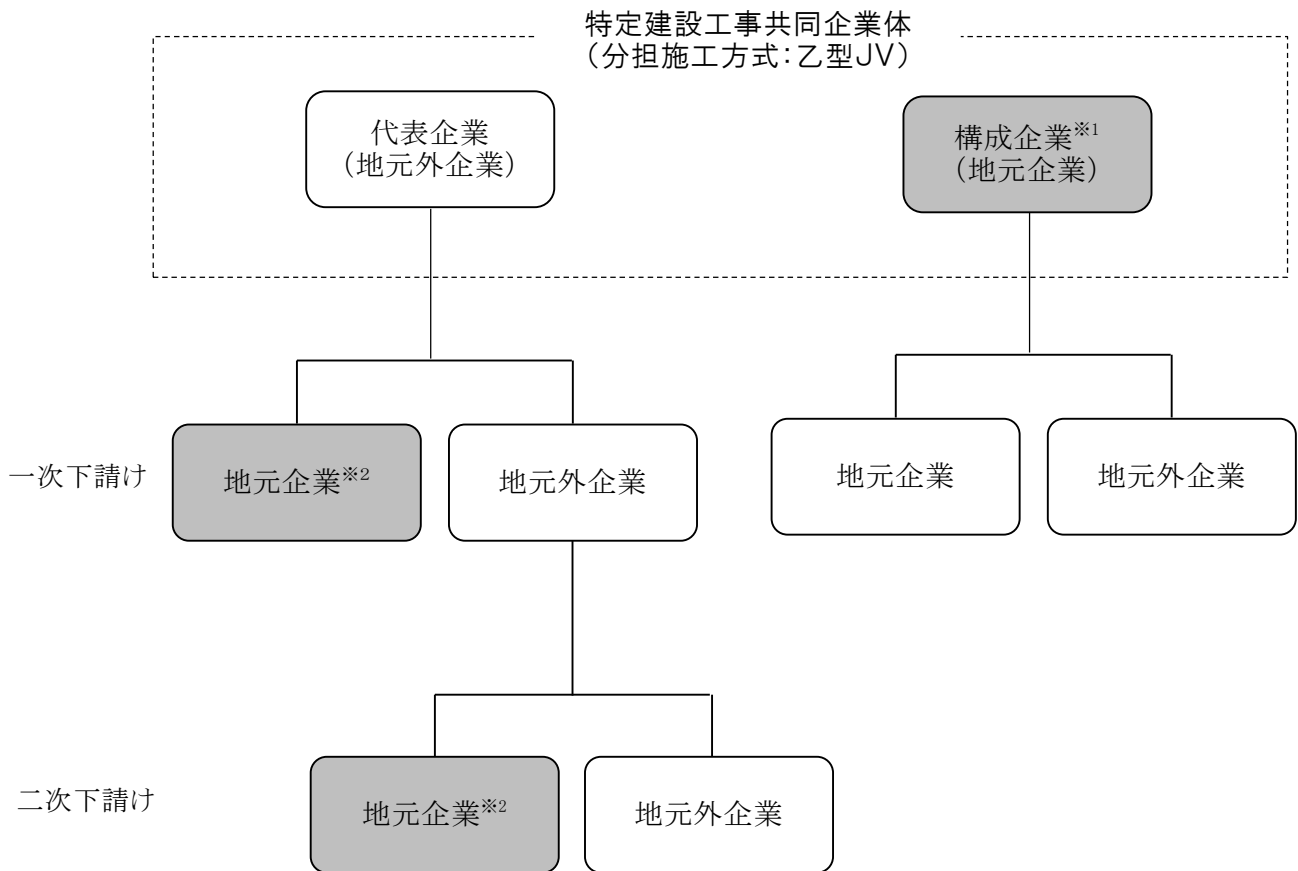 特定建設工事共同企業体
（分担施工方式：乙型JV）
代表企業
（地元外企業）
構成企業※1
（地元企業）
一次下請け
地元企業※2
地元外企業
地元企業
地元外企業
二次下請け
地元企業※2
地元外企業